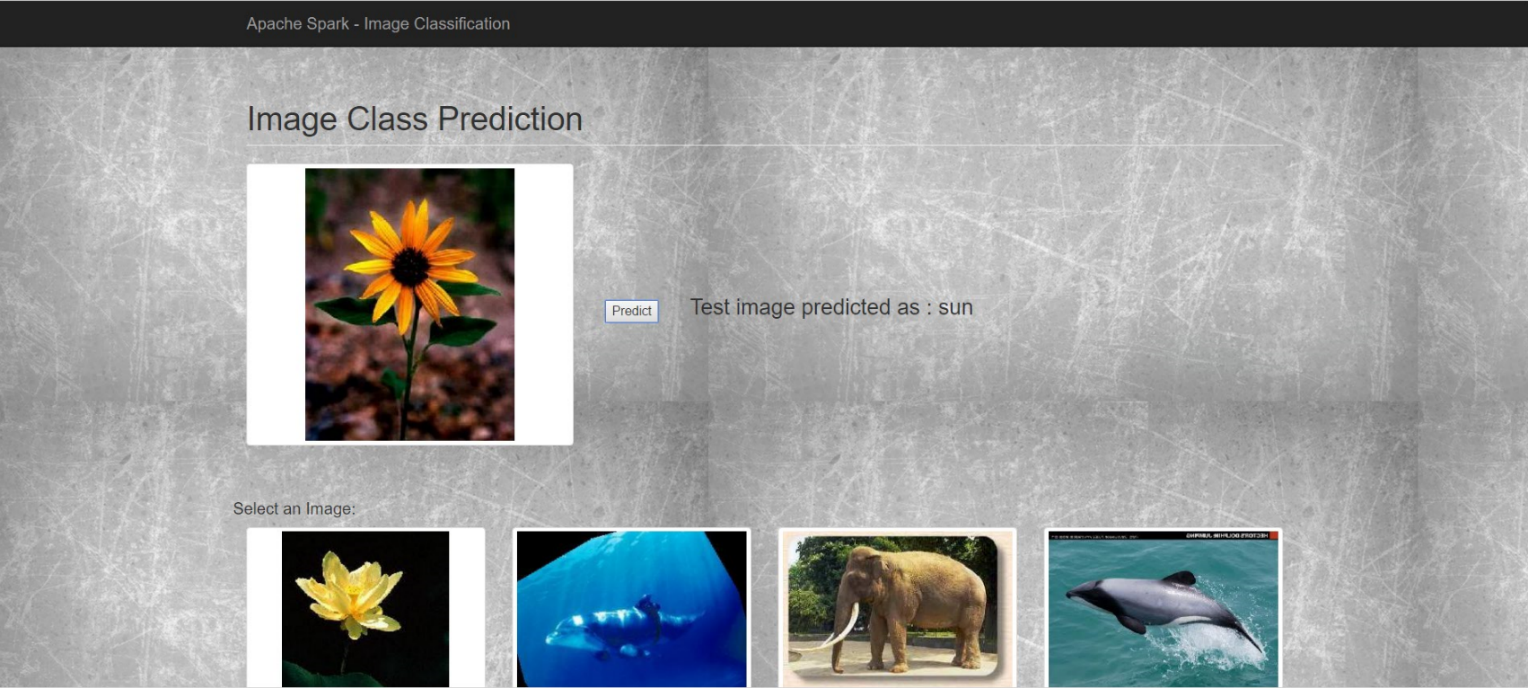 Apache Spark - Image Classification
Image Class Prediction
Predict
Test image predicted as : sun
Select an Image: